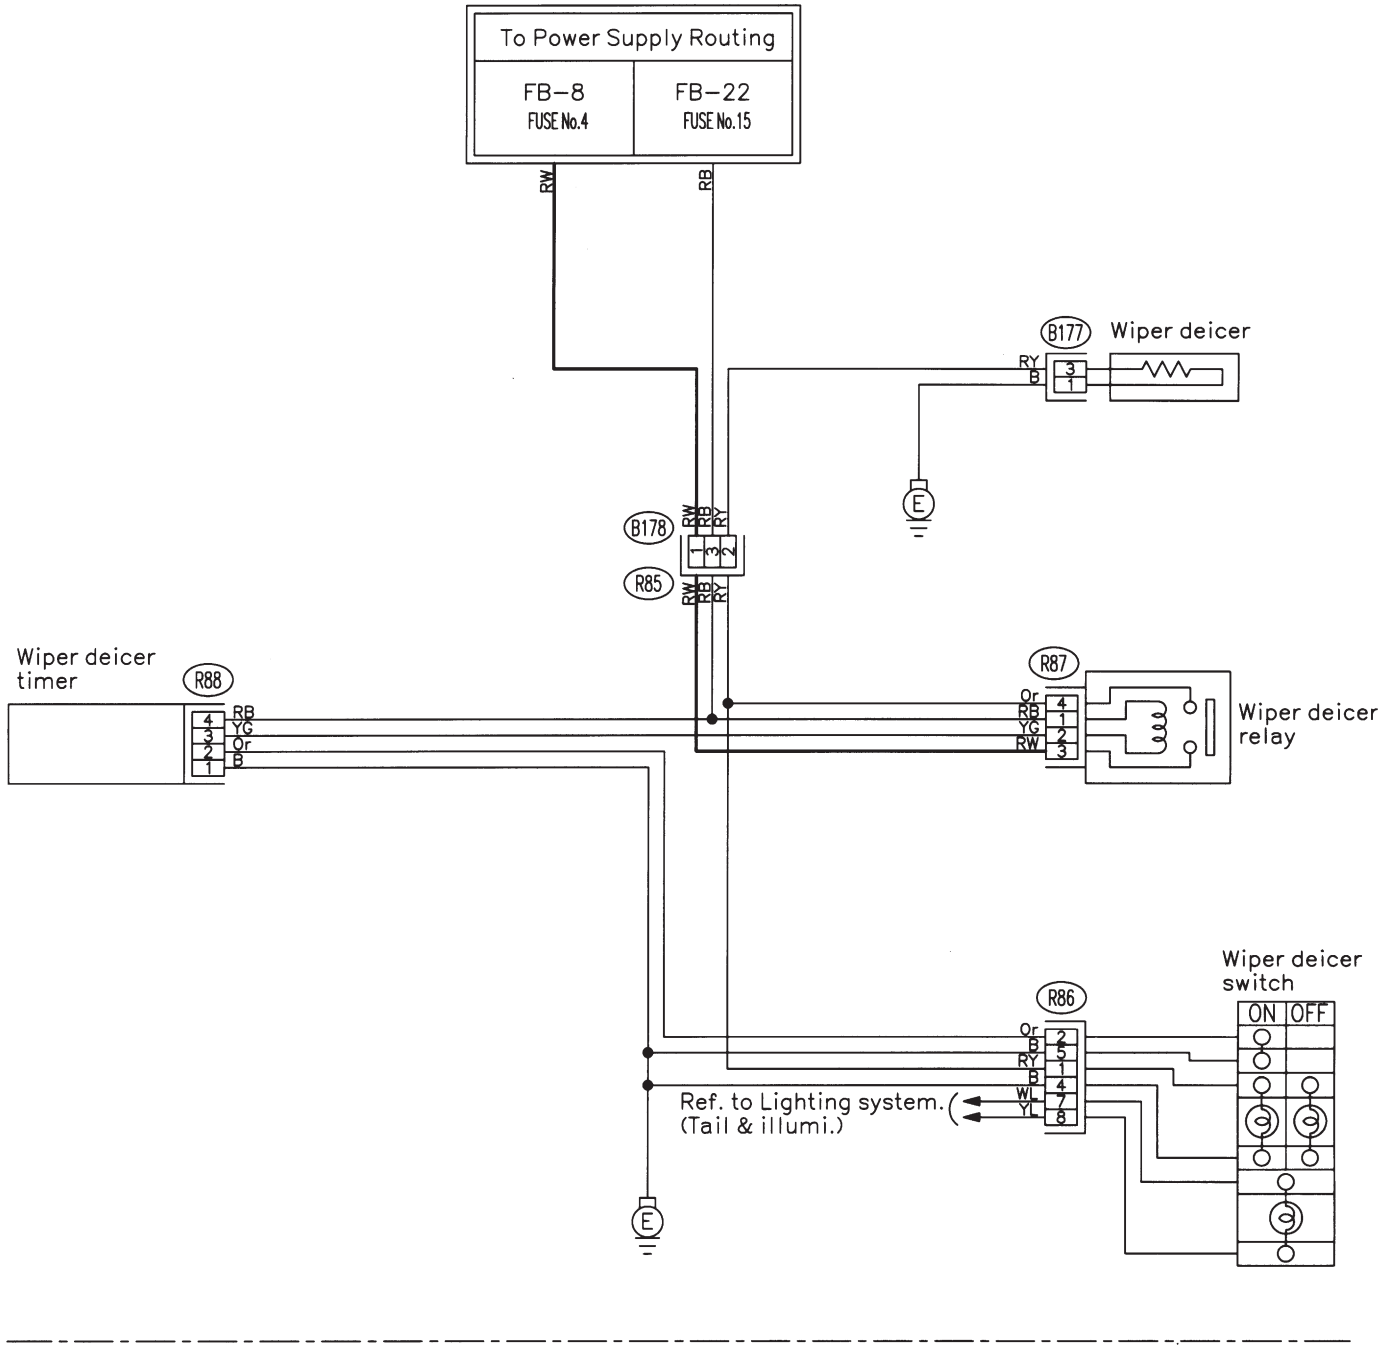 To Power Supply Routing
FB-8
FUSE No.4
FB-22
FUSE No.15
RW
RB
B177
Wiper deicer
RY
B
3
1
E
RW
RB
RY
B178
1
3
2
R85
RW
RB
RY
Wiper deicer
timer
R88
4
3
2
1
RB
YG
Or
B
R87
Or
RB
YG
RW
4
1
2
3
Wiper deicer
relay
Wiper deicer
switch
ON
OFF
R86
Or
B
RY
B
WL
YL
2
5
1
4
7
8
Ref. to Lighting system.
(Tail & illumi.)
E